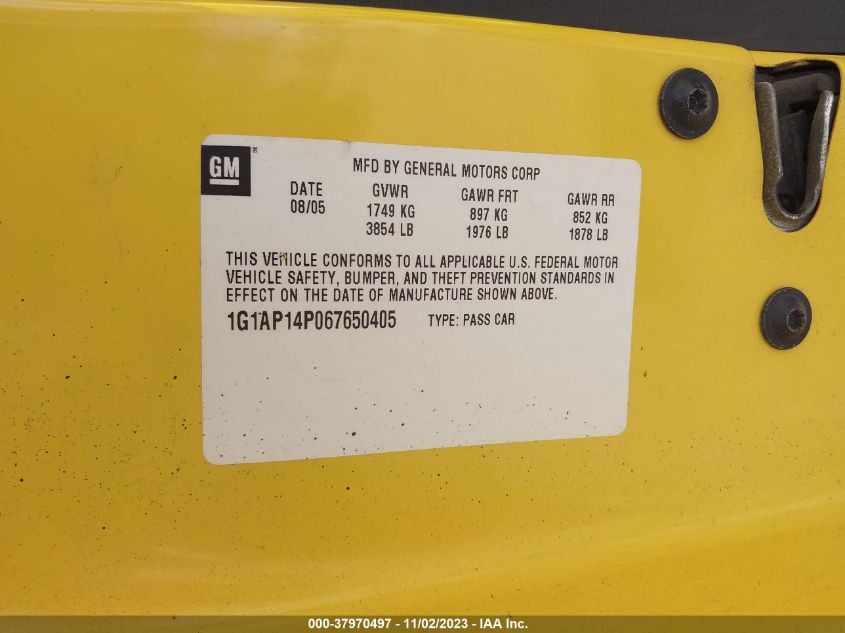 GM®
MFD BY GENERAL MOTORS CORP
DATE GVWR GAWR FRT GAWR RR
08/05 1749 KG 897 KG 852 KG
3854 LB 1976 LB 1878 LB
THIS VEHICLE CONFORMS TO ALL APPLICABLE U.S. FEDERAL MOTOR
VEHICLE SAFETY, BUMPER, AND THEFT PREVENTION STANDARDS IN
EFFECT ON THE DATE OF MANUFACTURE SHOWN ABOVE.
1G1AP14P067650405 TYPE: PASS CAR
000-37970497 - 11/02/2023 - IAA Inc.